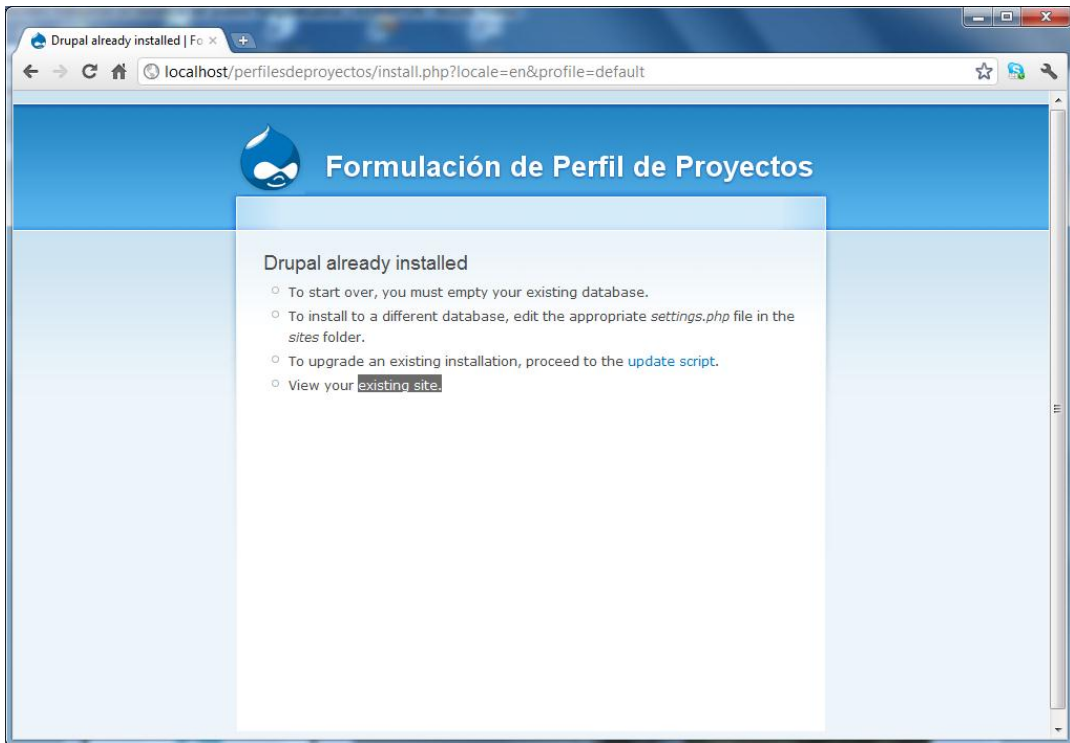 Drupal already installed | Fo
localhost/perfilesdeproyectos/install.php?locale=en&profile=default
Formulación de Perfil de Proyectos
Drupal already installed
To start over, you must empty your existing database.
To install to a different database, edit the appropriate settings.php file in the
sites folder.
To upgrade an existing installation, proceed to the update script.
View your existing site.